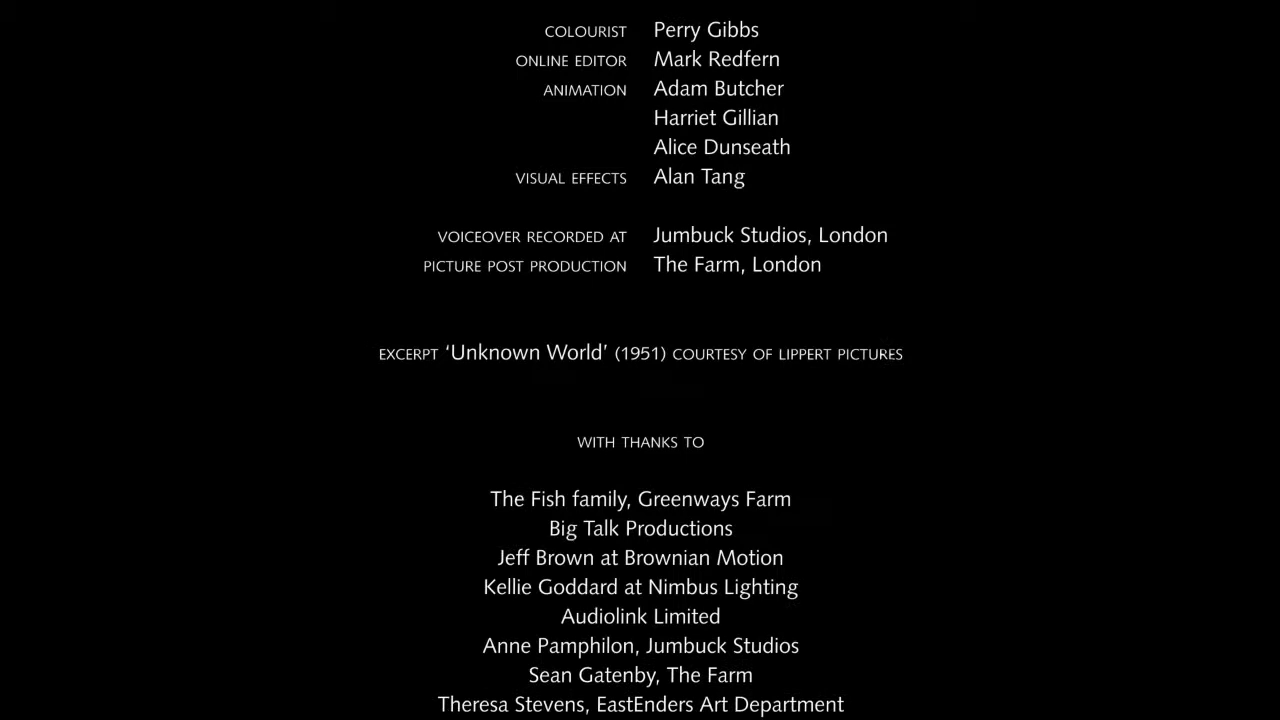 COLOURIST Perry Gibbs
ONLINE EDITOR Mark Redfern
ANIMATION Adam Butcher
Harriet Gillian
Alice Dunseath
VISUAL EFFECTS Alan Tang
VOICEOVER RECORDED AT Jumbuck Studios, London
PICTURE POST PRODUCTION The Farm, London
EXCERPT ‘Unknown World’ (1951) COURTESY OF LIPPERT PICTURES
WITH THANKS TO
The Fish family, Greenways Farm
Big Talk Productions
Jeff Brown at Brownian Motion
Kellie Goddard at Nimbus Lighting
Audiolink Limited
Anne Pamphilon, Jumbuck Studios
Sean Gatenby, The Farm
Theresa Stevens, EastEnders Art Department